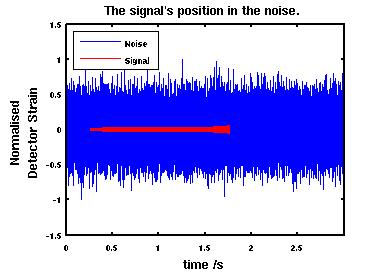 The signal's position in the noise.
1.5
Noise
Signal
1
0.5
0
-0.5
-1
-1.5
Normalised
Detector Strain
0 0.5 1 1.5 2 2.5
time /s